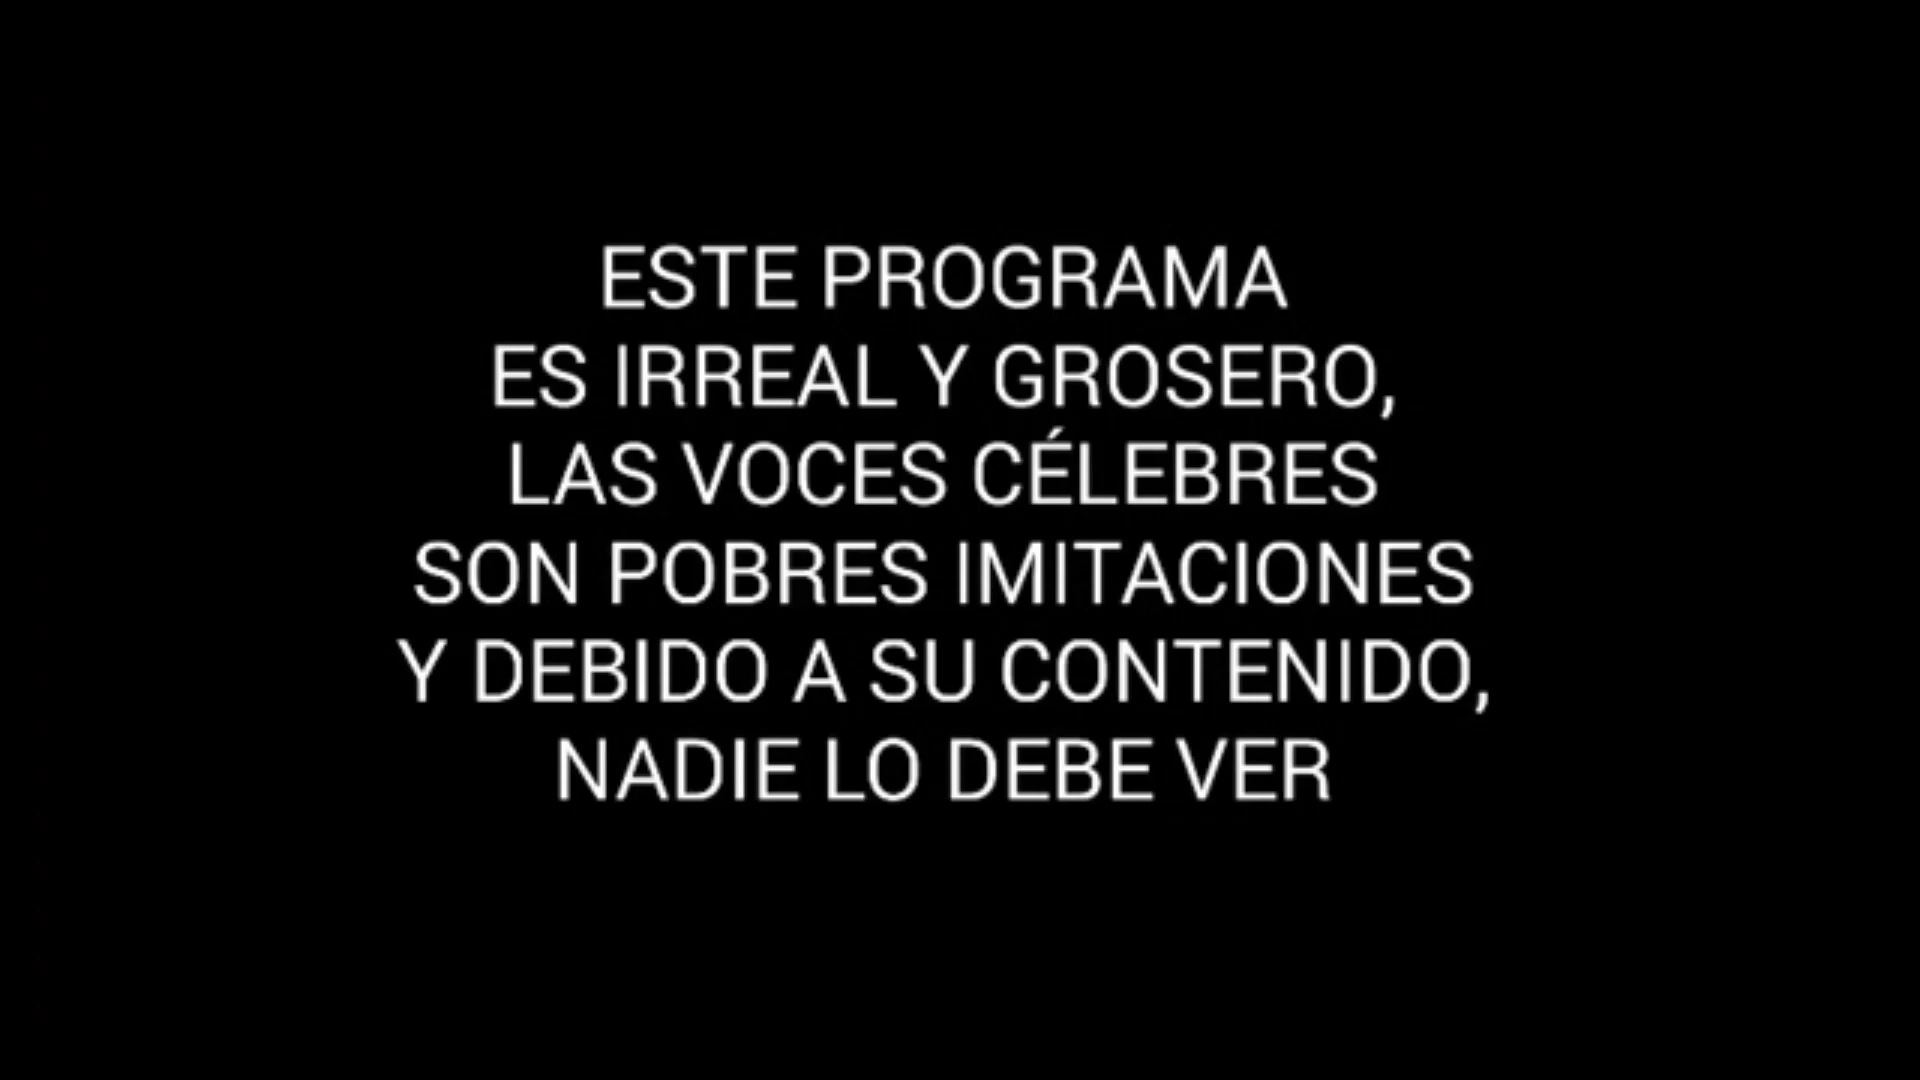 ESTE PROGRAMA
ES IRREAL Y GROSERO,
LAS VOCES CÉLEBRES
SON POBRES IMITACIONES
Y DEBIDO A SU CONTENIDO,
NADIE LO DEBE VER